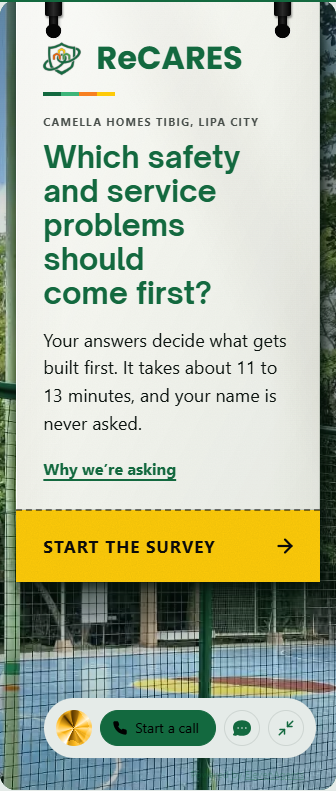 ReCARES
CAMELLA HOMES TIBIG, LIPA CITY
Which safety
and service
problems
should
come first?
Your answers decide what gets
built first. It takes about 11 to
13 minutes, and your name is
never asked.
Why we’re asking
START THE SURVEY
Start a call